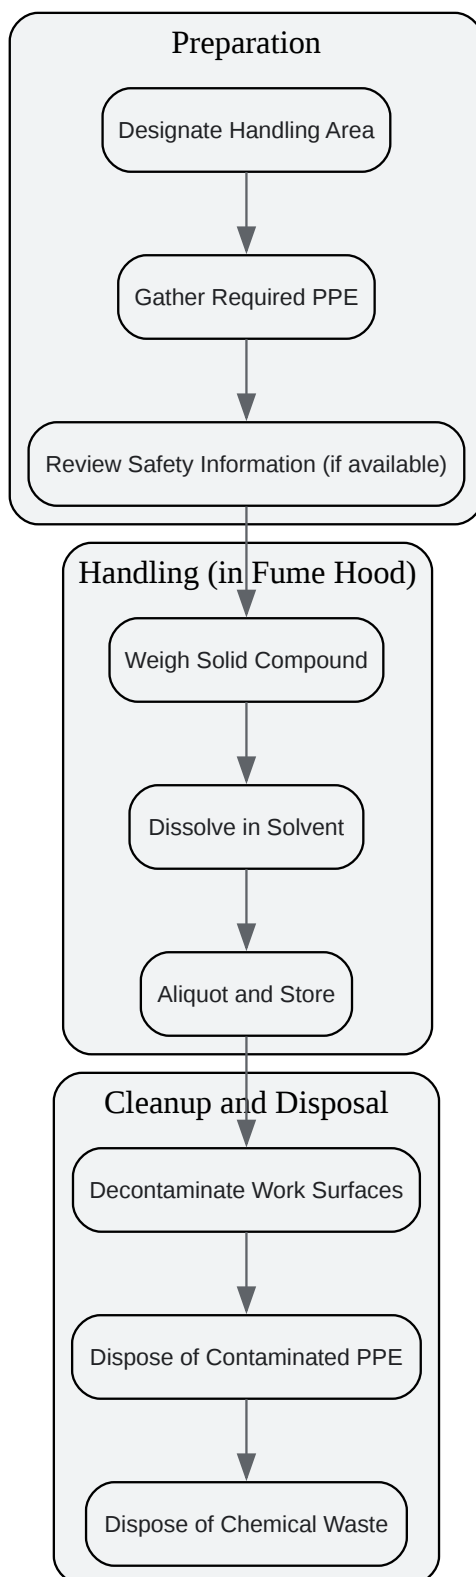 Preparation
Designate Handling Area
Gather Required PPE
Review Safety Information (if available)
Handling (in Fume Hood)
Weigh Solid Compound
Dissolve in Solvent
Aliquot and Store
Cleanup and Disposal
Decontaminate Work Surfaces
Dispose of Contaminated PPE
Dispose of Chemical Waste